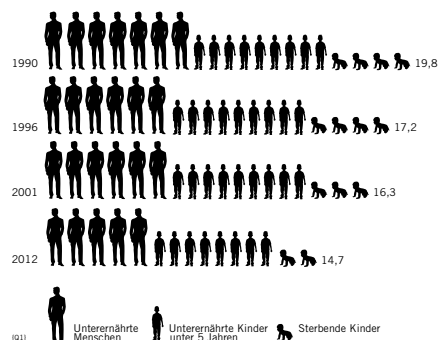 1990 19,8
1996 17,2
2001 16,3
2012 14,7
Unterernährte Menschen
Unterernährte Kinder unter 5 Jahren
Sterbende Kinder
(Q1)